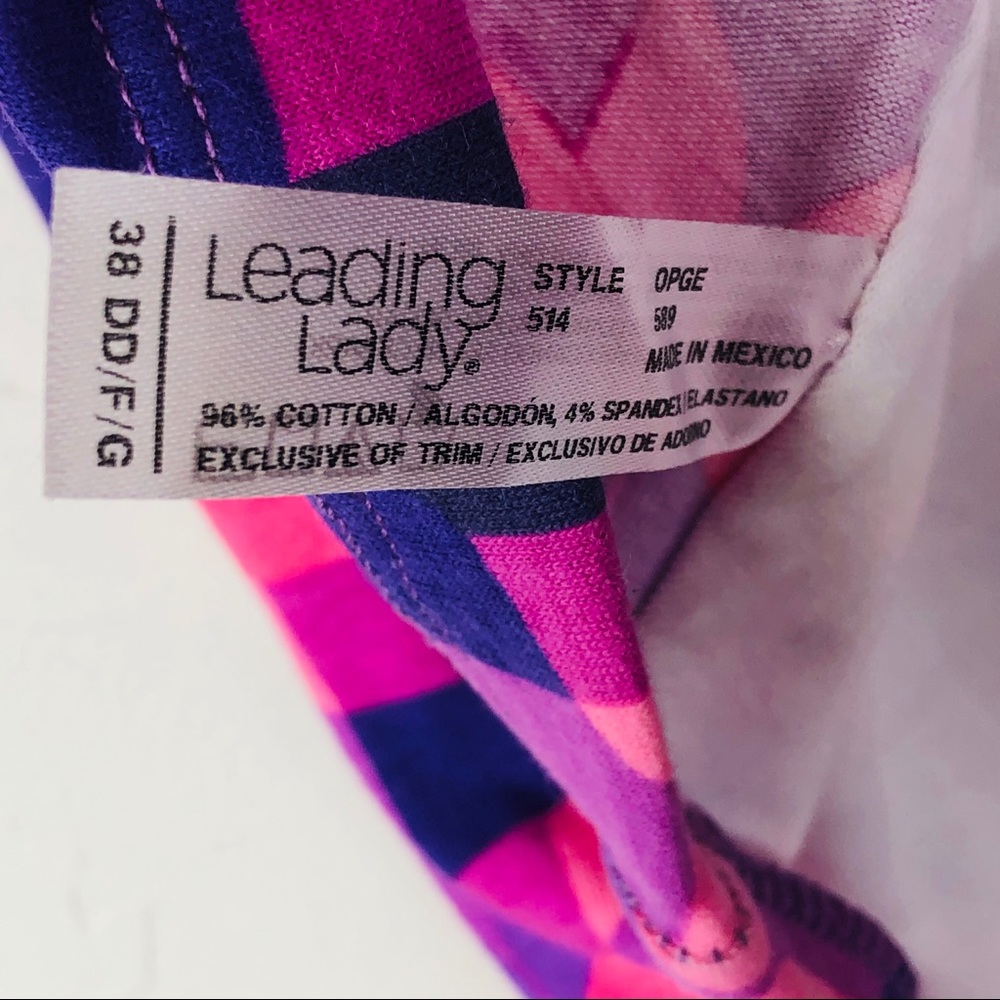 38 DD/F/G
Leading
Lady®
STYLE OPGE
514 589
MADE IN MEXICO
96% COTTON / ALGODÓN, 4% SPANDEX/ELASTANO
EXCLUSIVE OF TRIM / EXCLUSIVO DE ADORNO